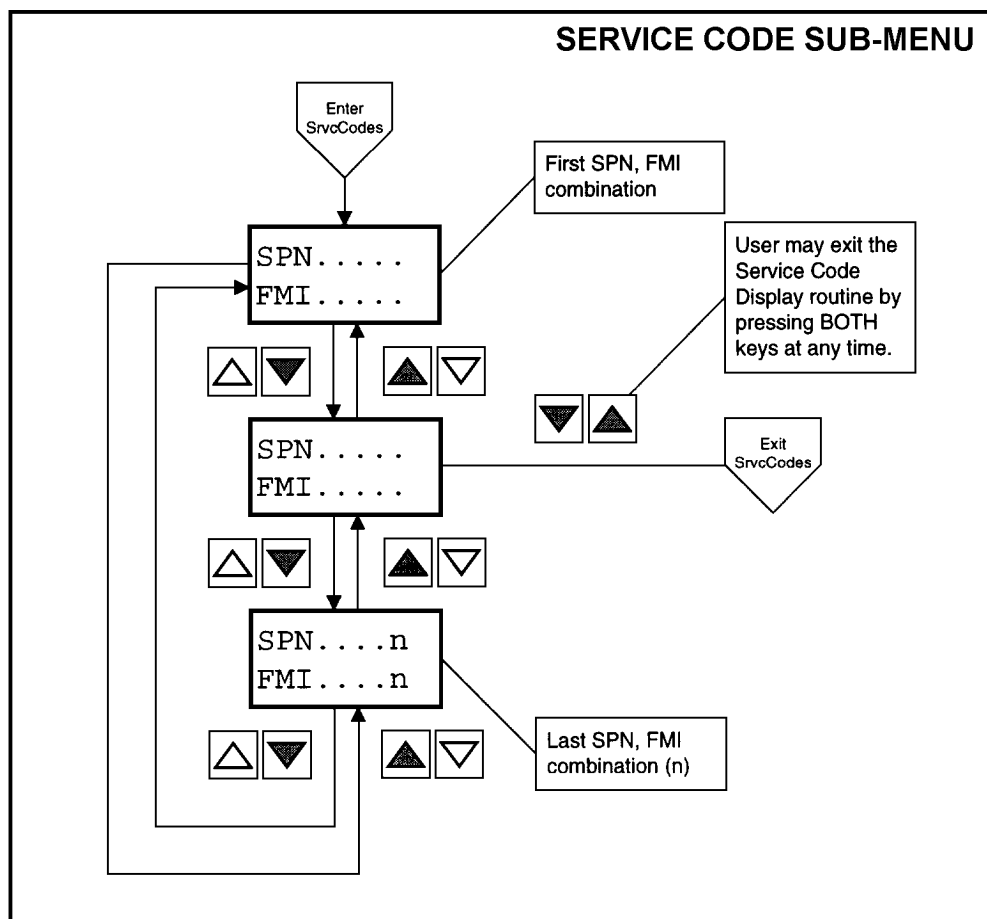 SERVICE CODE SUB-MENU
Enter
SrvcCodes
First SPN, FMI
combination
SPN.....
FMI.....
User may exit the
Service Code
Display routine by
pressing BOTH
keys at any time.
SPN.....
FMI.....
Exit
SrvcCodes
SPN....n
FMI....n
Last SPN, FMI
combination (n)